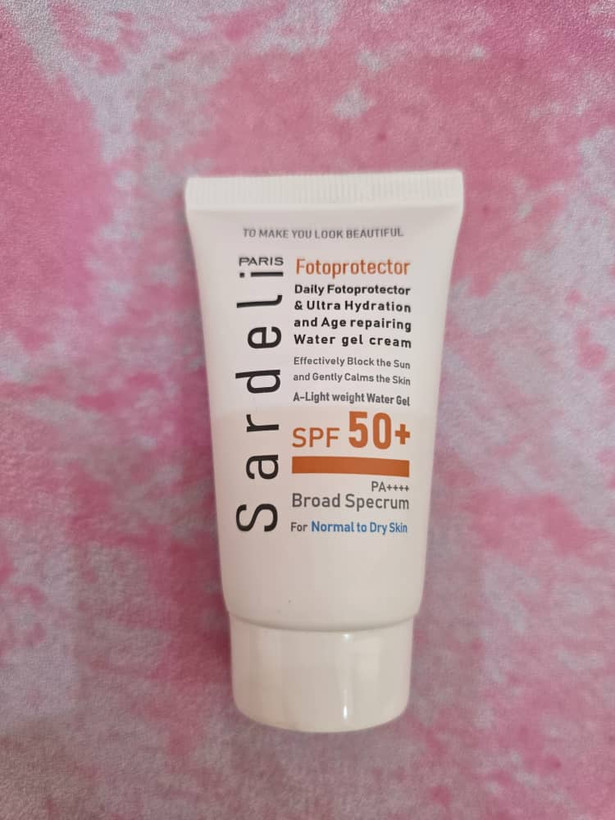 TO MAKE YOU LOOK BEAUTIFUL
PARIS
Sardeli
Fotoprotector
Daily Fotoprotector
& Ultra Hydration
and Age repairing
Water gel cream
Effectively Block the Sun
and Gently Calms the Skin
A-Light weight Water Gel
SPF 50+
PA++++
Broad Specrum
For Normal to Dry Skin